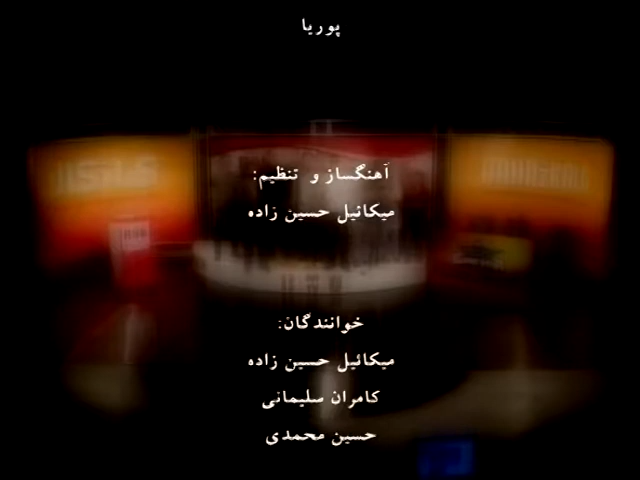 پوریا
آهنگساز و تنظیم:
میکائیل حسین زاده
خوانندگان:
میکائیل حسین زاده
کامران سلیمانی
حسین محمدی